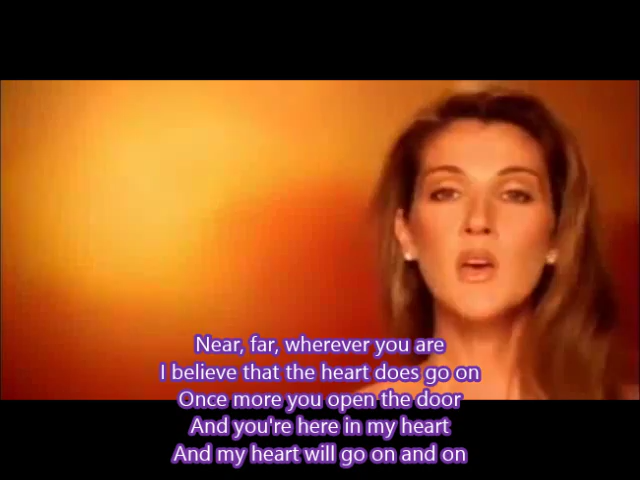 Near, far, wherever you are
I believe that the heart does go on
Once more you open the door
And you're here in my heart
And my heart will go on and on